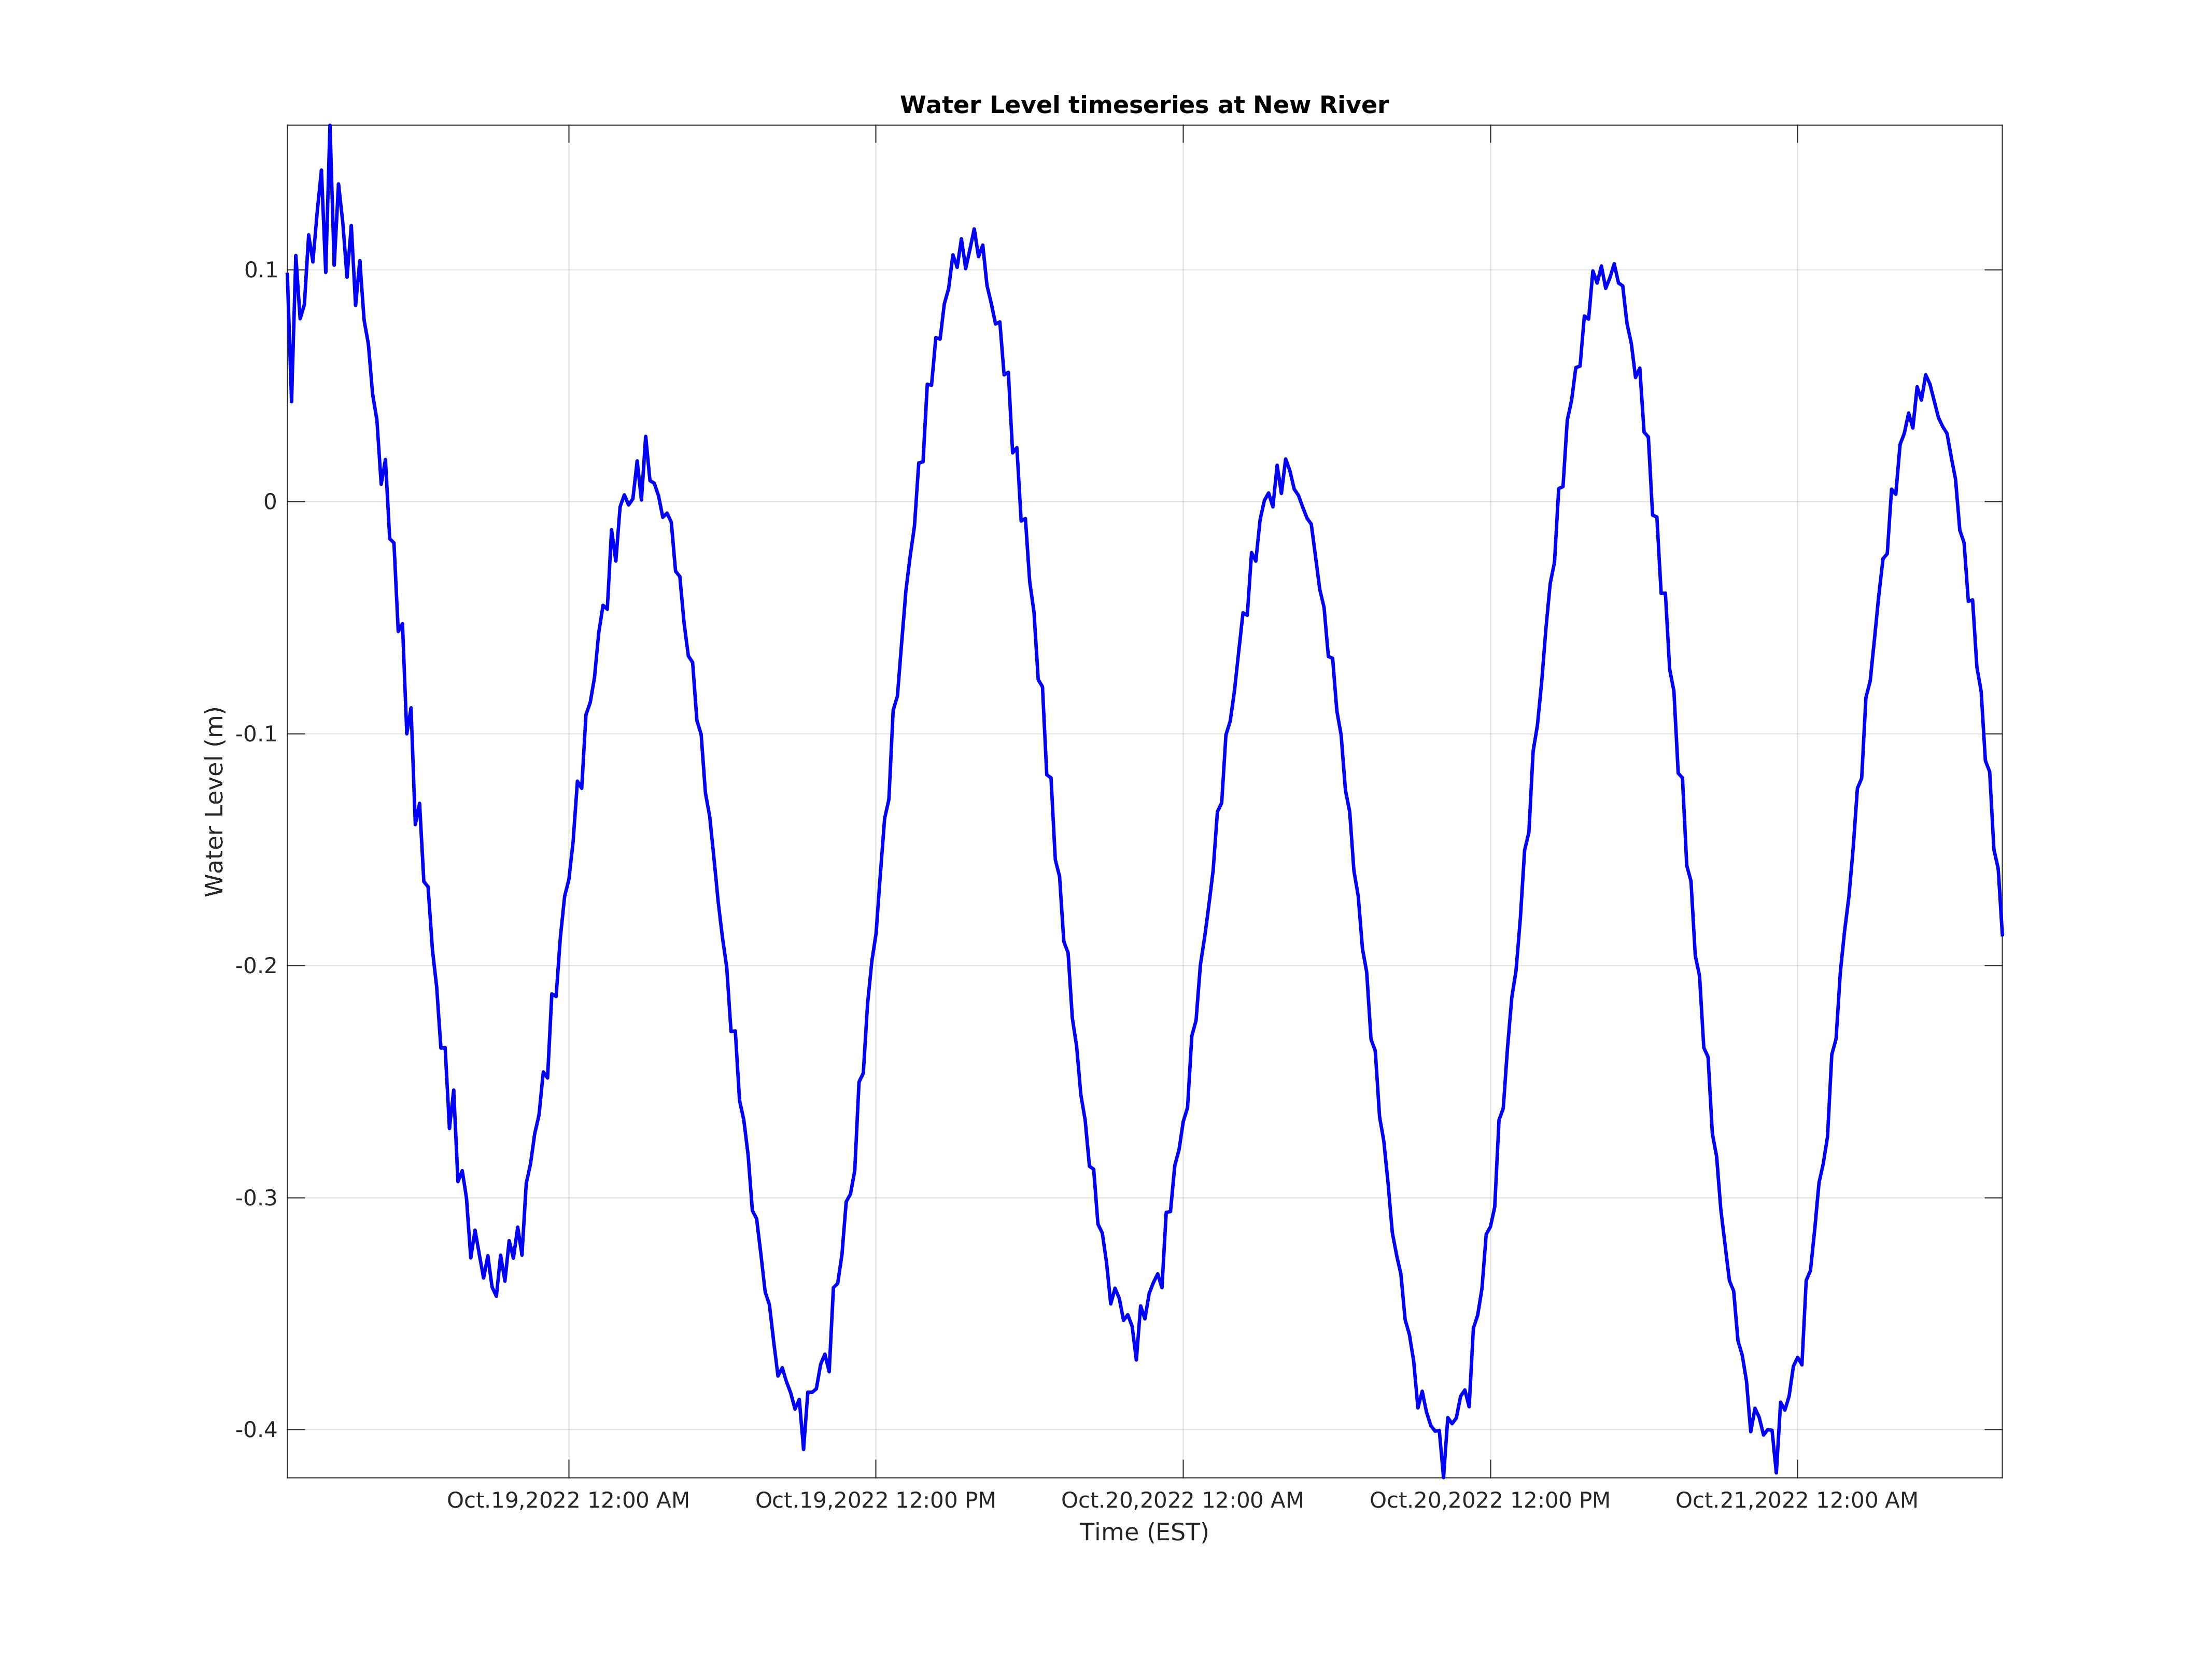 Water Level timeseries at New River
0.1
0
-0.1
-0.2
-0.3
-0.4
Water Level (m)
Oct.19,2022 12:00 AM
Oct.19,2022 12:00 PM
Oct.20,2022 12:00 AM
Oct.20,2022 12:00 PM
Oct.21,2022 12:00 AM
Time (EST)